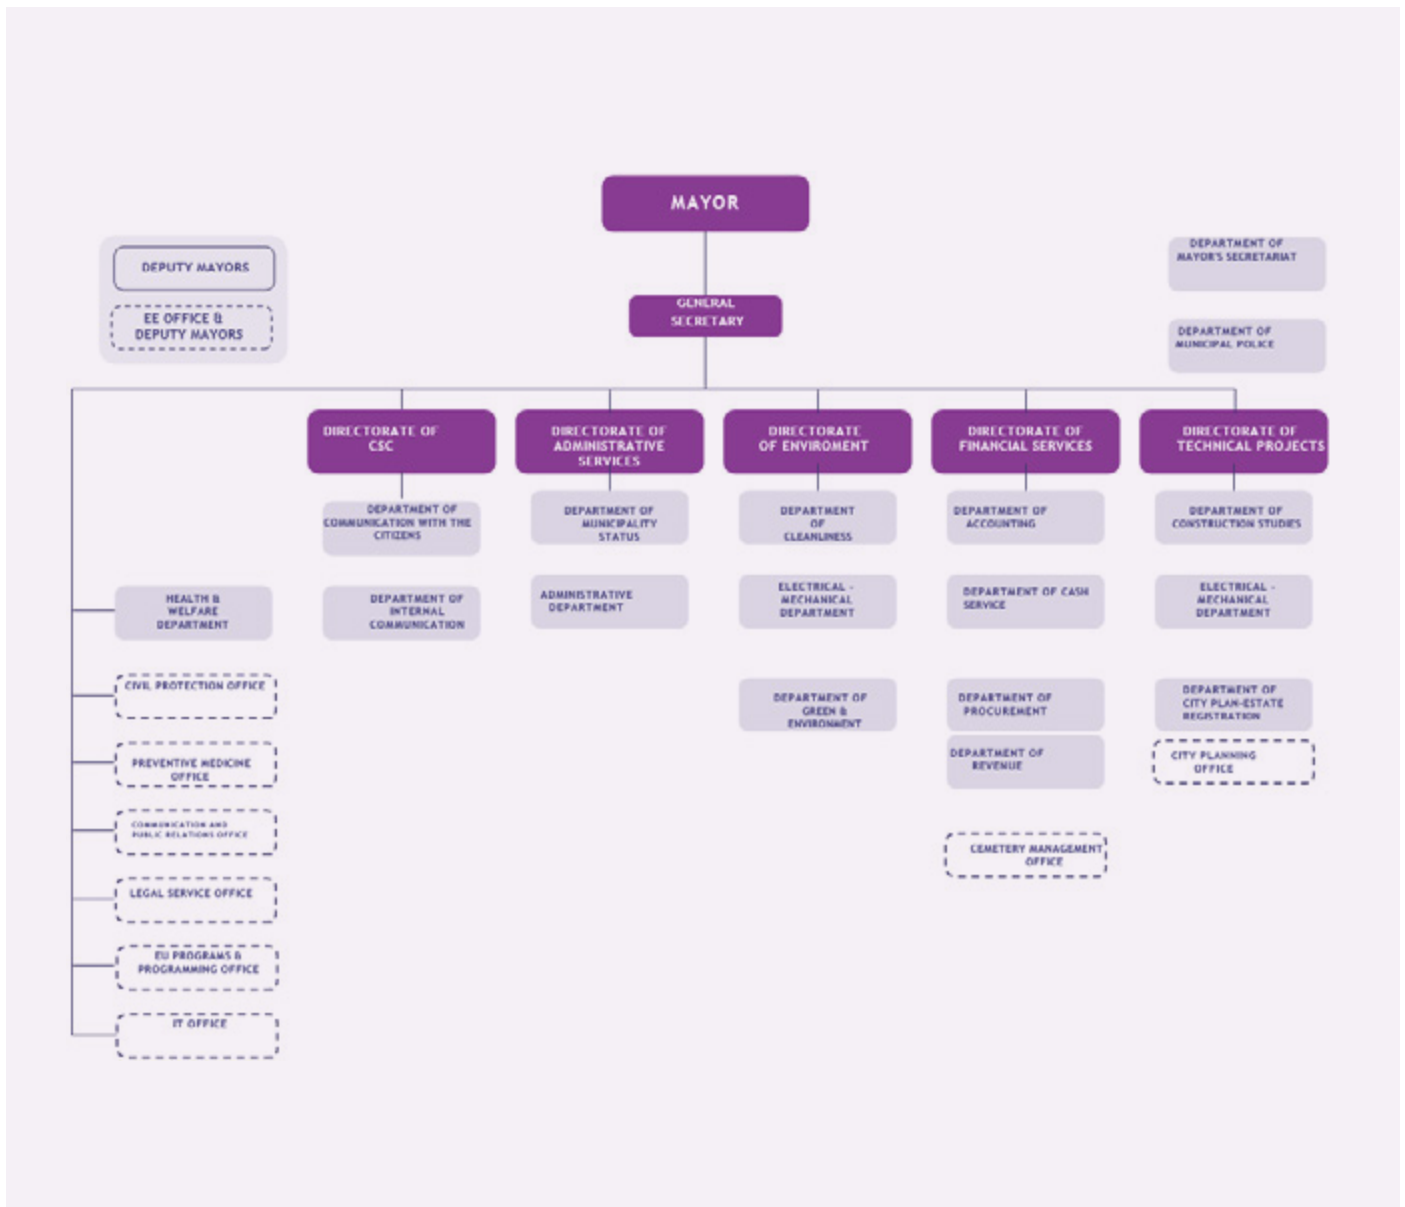 MAYOR
DEPUTY MAYORS
EE OFFICE &
DEPUTY MAYORS
GENERAL
SECRETARY
DEPARTMENT OF
MAYOR'S SECRETARIAT
DEPARTMENT OF
MUNICIPAL POLICE
DIRECTORATE OF
CSC
DIRECTORATE OF
ADMINISTRATIVE
SERVICES
DIRECTORATE
OF ENVIROMENT
DIRECTORATE OF
FINANCIAL SERVICES
DIRECTORATE OF
TECHNICAL PROJECTS
DEPARTMENT OF
COMMUNICATION WITH THE
CITIZENS
DEPARTMENT OF
MUNICIPALITY
STATUS
DEPARTMENT
OF
CLEANLINESS
DEPARTMENT OF
ACCOUNTING
DEPARTMENT OF
CONSTRUCTION STUDIES
HEALTH &
WELFARE
DEPARTMENT
DEPARTMENT OF
INTERNAL
COMMUNICATION
ADMINISTRATIVE
DEPARTMENT
ELECTRICAL -
MECHANICAL
DEPARTMENT
DEPARTMENT OF CASH
SERVICE
ELECTRICAL -
MECHANICAL
DEPARTMENT
CIVIL PROTECTION OFFICE
DEPARTMENT OF
GREEN &
ENVIRONMENT
DEPARTMENT OF
PROCUREMENT
DEPARTMENT OF
CITY PLAN-ESTATE
REGISTRATION
PREVENTIVE MEDICINE
OFFICE
DEPARTMENT OF
REVENUE
CITY PLANNING
OFFICE
COMMUNICATION AND
PUBLIC RELATIONS OFFICE
CEMETERY MANAGEMENT
OFFICE
LEGAL SERVICE OFFICE
EU PROGRAMS &
PROGRAMMING OFFICE
IT OFFICE